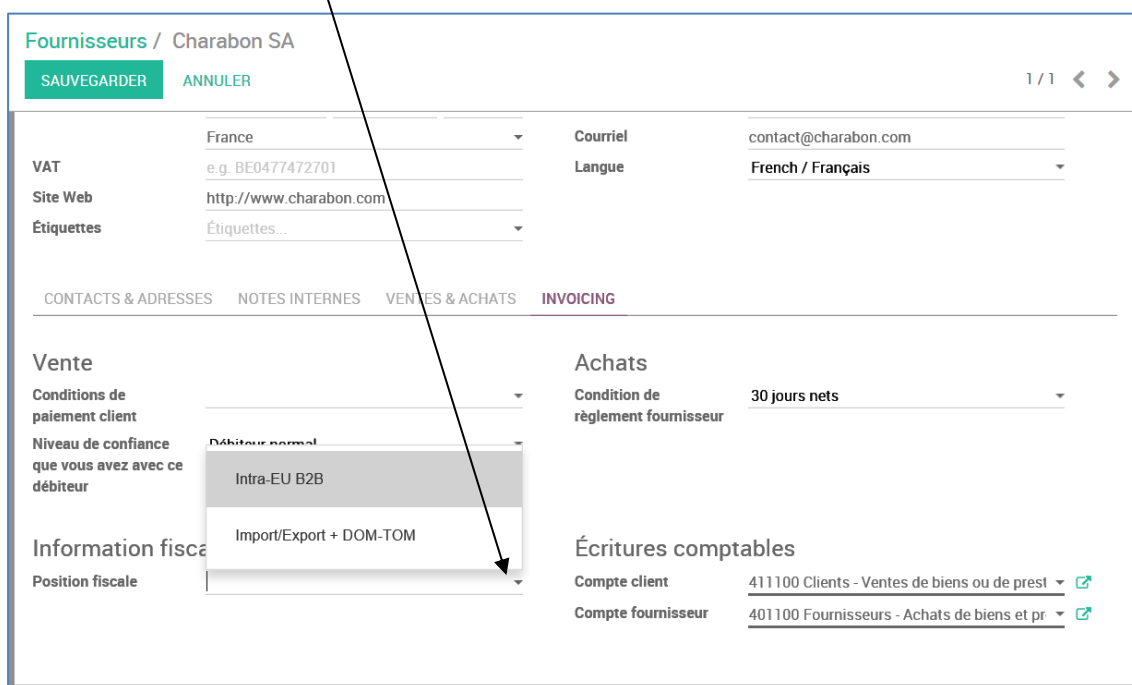 Fournisseurs / Charabon SA
SAUVEGARDER ANNULER 1 / 1
France Courriel contact@charabon.com
VAT e.g. BE0477472701 Langue French / Français
Site Web http://www.charabon.com
Étiquettes Étiquettes...
CONTACTS & ADRESSES NOTES INTERNES VENTES & ACHATS INVOICING
Vente Achats
Conditions de paiement client Condition de règlement fournisseur 30 jours nets
Niveau de confiance que vous avez avec ce débiteur Débiteur normal
Intra-EU B2B
Import/Export + DOM-TOM
Information fisca Écritures comptables
Position fiscale Compte client 411100 Clients - Ventes de biens ou de prest
Compte fournisseur 401100 Fournisseurs - Achats de biens et pr